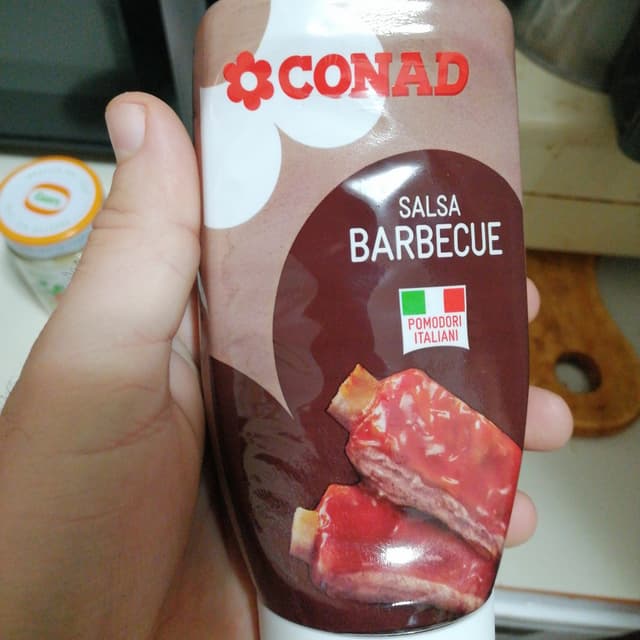 CONAD
SALSA
BARBECUE
POMODORI
ITALIANI